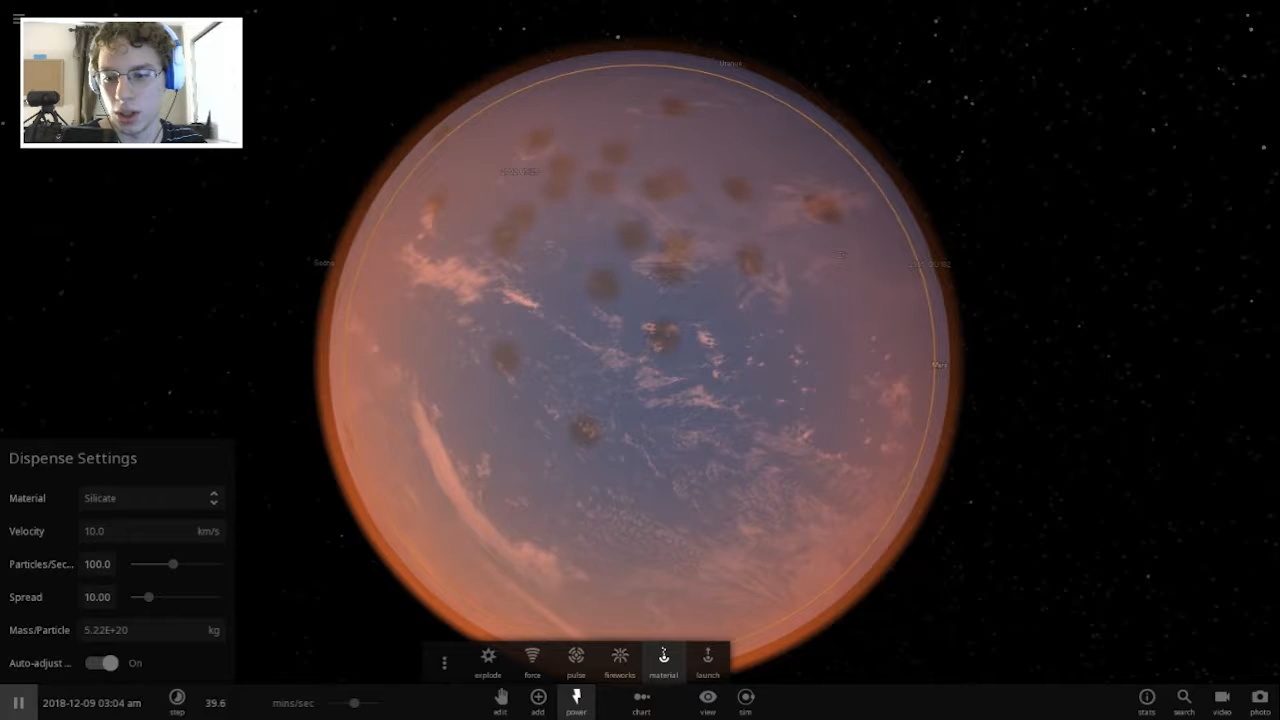 Uranus
Sedna
Dispense Settings
Material Silicate
Velocity 10.0 km/s
Particles/Sec... 100.0
Spread 10.00
Mass/Particle 5.22E+20 kg
Auto-adjust ... On
explode force pulse fireworks material launch
2018-12-09 03:04 am step 39.6 mins/sec edit add power chart view sim stats search video photo